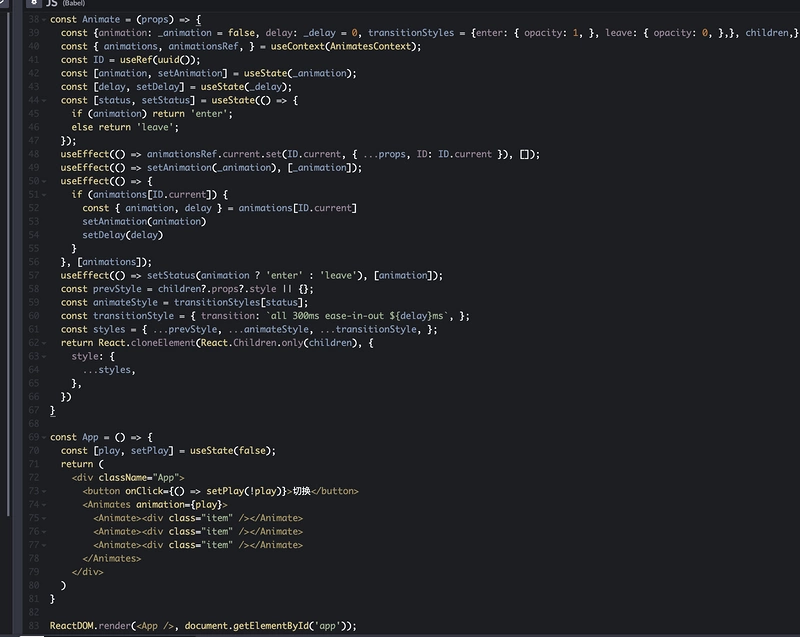 JS (Babel)
38 const Animate = (props) => {
39 const {animation: _animation = false, delay: _delay = 0, transitionStyles = {enter: { opacity: 1, }, leave: { opacity: 0, },}, children,}
40 const { animations, animationsRef, } = useContext(AnimatesContext);
41 const ID = useRef(uuid());
42 const [animation, setAnimation] = useState(_animation);
43 const [delay, setDelay] = useState(_delay);
44 const [status, setStatus] = useState(() => {
45 if (animation) return 'enter';
46 else return 'leave';
47 });
48 useEffect(() => animationsRef.current.set(ID.current, { ...props, ID: ID.current }), []);
49 useEffect(() => setAnimation(_animation), [_animation]);
50 useEffect(() => {
51 if (animations[ID.current]) {
52 const { animation, delay } = animations[ID.current]
53 setAnimation(animation)
54 setDelay(delay)
55 }
56 }, [animations]);
57 useEffect(() => setStatus(animation ? 'enter' : 'leave'), [animation]);
58 const prevStyle = children?.props?.style || {};
59 const animateStyle = transitionStyles[status];
60 const transitionStyle = { transition: `all 300ms ease-in-out ${delay}ms`, };
61 const styles = { ...prevStyle, ...animateStyle, ...transitionStyle, };
62 return React.cloneElement(React.Children.only(children), {
63 style: {
64 ...styles,
65 },
66 })
67 }
68
69 const App = () => {
70 const [play, setPlay] = useState(false);
71 return (
72 <div className="App">
73 <button onClick={() => setPlay(!play)}>切换</button>
74 <Animates animation={play}>
75 <Animate><div class="item" /></Animate>
76 <Animate><div class="item" /></Animate>
77 <Animate><div class="item" /></Animate>
78 </Animates>
79 </div>
80 )
81 }
82
83 ReactDOM.render(<App />, document.getElementById('app'));